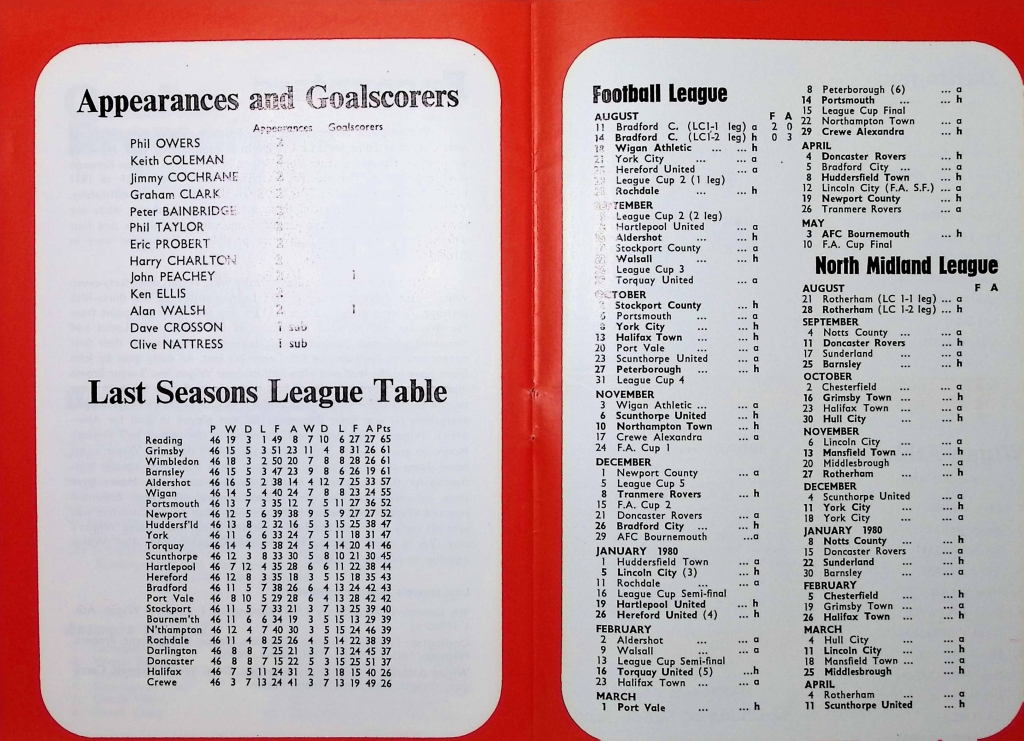 Appearances and Goalscorers
Appearances Goalscorers
Phil OWERS 2
Keith COLEMAN 2
Jimmy COCHRANE 2
Graham CLARK 2
Peter BAINBRIDGE 2
Phil TAYLOR 2
Eric PROBERT 2
Harry CHARLTON 2
John PEACHEY 2 1
Ken ELLIS 2
Alan WALSH 2 1
Dave CROSSON 1 sub
Clive NATTRESS 1 sub
Last Seasons League Table
P W D L F A W D L F A Pts
Reading 46 19 3 1 49 8 7 10 6 27 27 65
Grimsby 46 15 5 3 51 23 11 4 8 31 26 61
Wimbledon 46 18 3 2 50 20 7 8 8 28 26 61
Barnsley 46 15 5 3 47 23 9 8 6 26 19 61
Aldershot 46 16 5 2 38 14 4 12 7 25 33 57
Wigan 46 14 5 4 40 24 7 8 8 23 24 55
Portsmouth 46 13 7 3 35 12 7 5 11 27 36 52
Newport 46 12 5 6 39 38 9 5 9 27 27 52
Huddersf'ld 46 13 8 2 32 16 5 3 15 25 38 47
York 46 11 6 6 33 24 7 5 11 18 31 47
Torquay 46 14 4 5 38 24 5 4 14 20 41 46
Scunthorpe 46 12 3 8 33 30 5 8 10 21 30 45
Hartlepool 46 7 12 4 35 28 6 6 11 22 38 44
Hereford 46 12 8 3 35 18 3 5 15 18 35 43
Bradford 46 11 5 7 38 26 6 4 13 24 42 43
Port Vale 46 8 10 5 29 28 6 4 13 28 42 42
Stockport 46 11 5 7 33 21 3 7 13 25 39 40
Bournem'th 46 11 6 6 34 19 3 5 15 13 29 39
N'thampton 46 12 4 7 40 30 3 5 15 24 46 39
Rochdale 46 11 4 8 25 26 4 5 14 22 38 39
Darlington 46 8 8 7 25 21 3 7 13 24 45 37
Doncaster 46 8 8 7 15 22 5 3 15 25 51 37
Halifax 46 7 5 11 24 31 2 3 18 15 40 26
Crewe 46 3 7 13 24 41 3 7 13 19 49 26
Football League
AUGUST F A
11 Bradford C. (LC1-1 leg) a 2 0
14 Bradford C. (LC1-2 leg) h 0 3
18 Wigan Athletic ... ... h
21 York City ... ... a
Hereford United ... a
League Cup 2 (1 leg)
Rochdale ... ... h
SEPTEMBER
League Cup 2 (2 leg)
Hartlepool United ... a
Aldershot ... ... h
Stockport County ... a
Walsall ... ... h
League Cup 3
Torquay United ... a
OCTOBER
Stockport County ... h
6 Portsmouth ... ... a
8 York City ... ... h
13 Halifax Town ... ... h
20 Port Vale ... ... a
23 Scunthorpe United ... a
27 Peterborough ... ... h
31 League Cup 4
NOVEMBER
3 Wigan Athletic ... ... a
6 Scunthorpe United ... h
10 Northampton Town ... h
17 Crewe Alexandra ... a
24 F.A. Cup 1
DECEMBER
1 Newport County ... a
5 League Cup 5
8 Tranmere Rovers ... h
15 F.A. Cup 2
21 Doncaster Rovers ... a
26 Bradford City ... ... h
29 AFC Bournemouth ...a
JANUARY 1980
1 Huddersfield Town ... a
5 Lincoln City (3) ... h
11 Rochdale ... ... a
16 League Cup Semi-final
19 Hartlepool United ... h
26 Hereford United (4) ... h
FEBRUARY
2 Aldershot ... ... a
9 Walsall ... ... a
13 League Cup Semi-final
16 Torquay United (5) ...h
23 Halifax Town ... ... a
MARCH
1 Port Vale ... ... h
8 Peterborough (6) ... a
14 Portsmouth ... ... h
15 League Cup Final
22 Northampton Town ... a
29 Crewe Alexandra ... h
APRIL
4 Doncaster Rovers ... h
5 Bradford City ... ... a
8 Huddersfield Town ... h
12 Lincoln City (F.A. S.F.) ... a
19 Newport County ... h
26 Tranmere Rovers ... a
MAY
3 AFC Bournemouth ... h
10 F.A. Cup Final
North Midland League
AUGUST F A
21 Rotherham (LC 1-1 leg) ... a
28 Rotherham (LC 1-2 leg) ... h
SEPTEMBER
4 Notts County ... ... a
11 Doncaster Rovers ... h
17 Sunderland ... ... a
25 Barnsley ... ... h
OCTOBER
2 Chesterfield ... ... a
16 Grimsby Town ... ... h
23 Halifax Town ... ... a
30 Hull City ... ... h
NOVEMBER
6 Lincoln City ... ... a
13 Mansfield Town ... ... h
20 Middlesbrough ... a
27 Rotherham ... ... h
DECEMBER
4 Scunthorpe United ... a
11 York City ... ... h
18 York City ... ... a
JANUARY 1980
8 Notts County ... ... h
15 Doncaster Rovers ... a
22 Sunderland ... ... h
30 Barnsley ... ... a
FEBRUARY
5 Chesterfield ... ... h
19 Grimsby Town ... ... a
26 Halifax Town ... ... h
MARCH
4 Hull City ... ... a
11 Lincoln City ... ... h
18 Mansfield Town ... ... a
25 Middlesbrough ... h
APRIL
4 Rotherham ... ... a
11 Scunthorpe United ... h